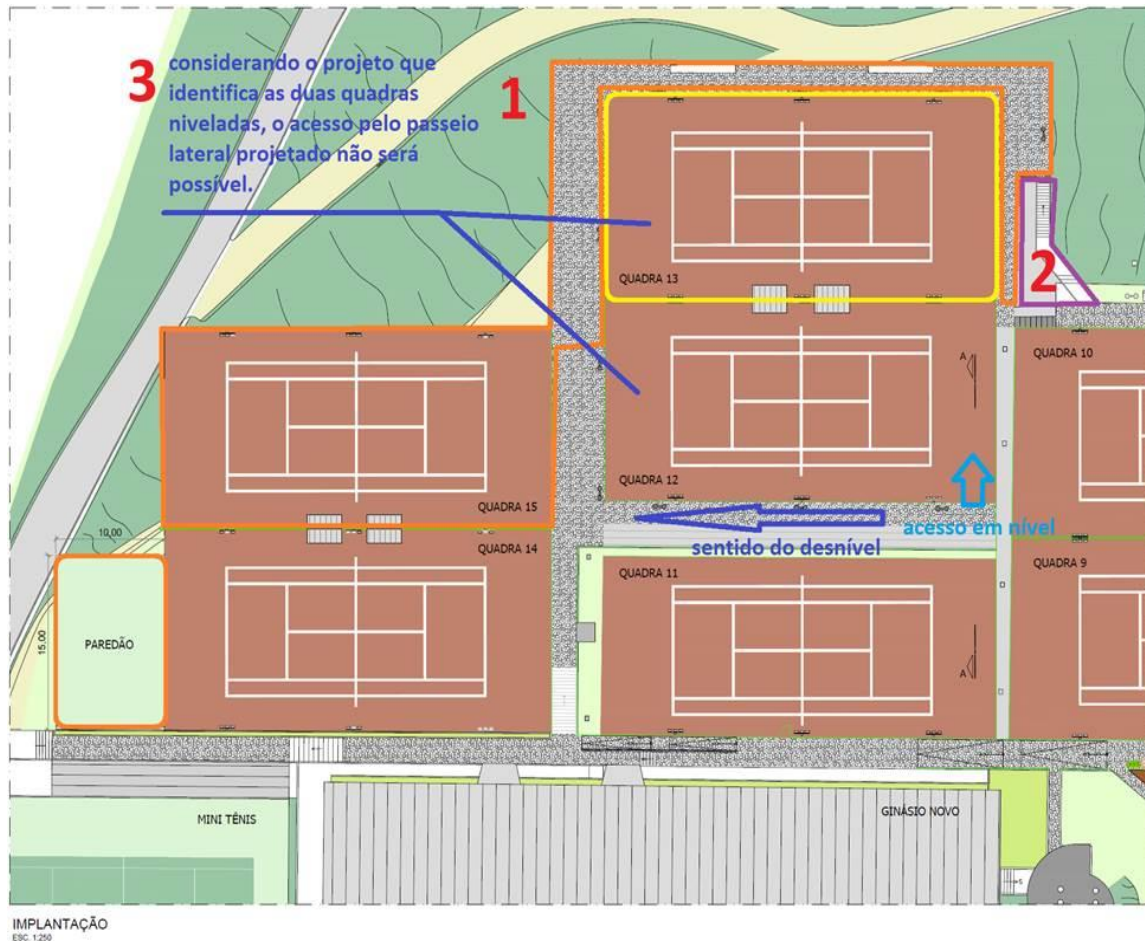 3
considerando o projeto que
identifica as duas quadras
niveladas, o acesso pelo passeio
lateral projetado não será
possível.
1
2
QUADRA 13
QUADRA 10
QUADRA 12
A
QUADRA 15
acesso em nível
sentido do desnível
10,00
QUADRA 14
QUADRA 11
QUADRA 9
15,00
PAREDÃO
A
MINI TÊNIS
GINÁSIO NOVO
IMPLANTAÇÃO
ESC. 1:250